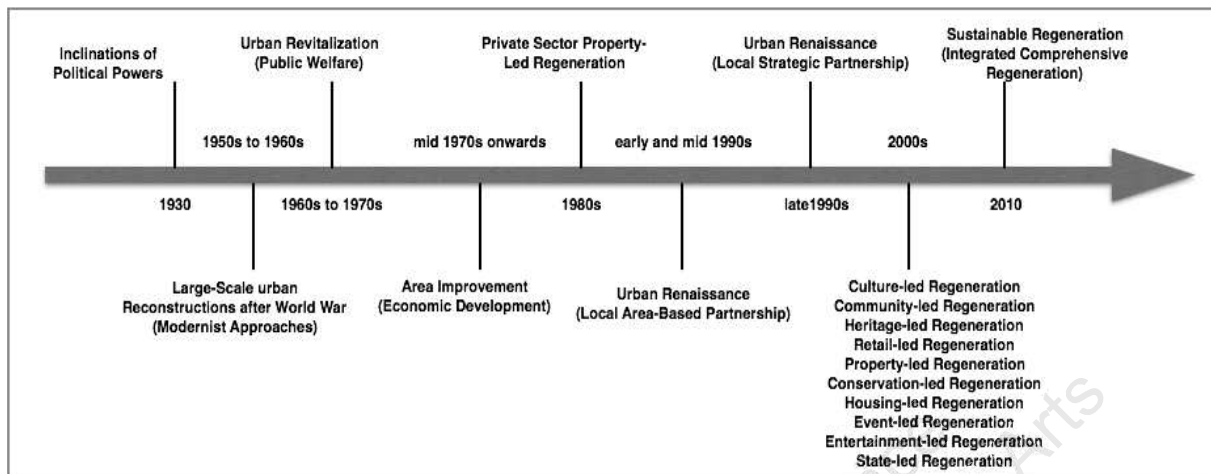 Inclinations of
Political Powers
Urban Revitalization
(Public Welfare)
Private Sector Property-
Led Regeneration
Urban Renaissance
(Local Strategic Partnership)
Sustainable Regeneration
(Integrated Comprehensive
Regeneration)
1950s to 1960s
mid 1970s onwards
early and mid 1990s
2000s
1930
1960s to 1970s
1980s
late1990s
2010
Large-Scale urban
Reconstructions after World War
(Modernist Approaches)
Area Improvement
(Economic Development)
Urban Renaissance
(Local Area-Based Partnership)
Culture-led Regeneration
Community-led Regeneration
Heritage-led Regeneration
Retail-led Regeneration
Property-led Regeneration
Conservation-led Regeneration
Housing-led Regeneration
Event-led Regeneration
Entertainment-led Regeneration
State-led Regeneration
Arts